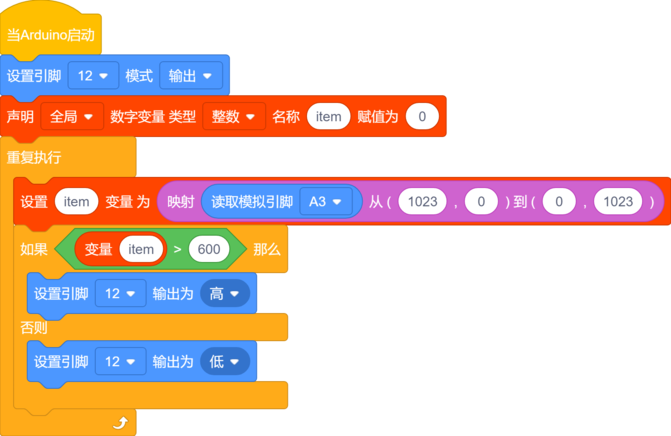 当Arduino启动
设置引脚 12 模式 输出
声明 全局 数字变量 类型 整数 名称 item 赋值为 0
重复执行
设置 item 变量 为 映射 读取模拟引脚 A3 从 ( 1023 , 0 ) 到 ( 0 , 1023 )
如果 变量 item > 600 那么
设置引脚 12 输出为 高
否则
设置引脚 12 输出为 低